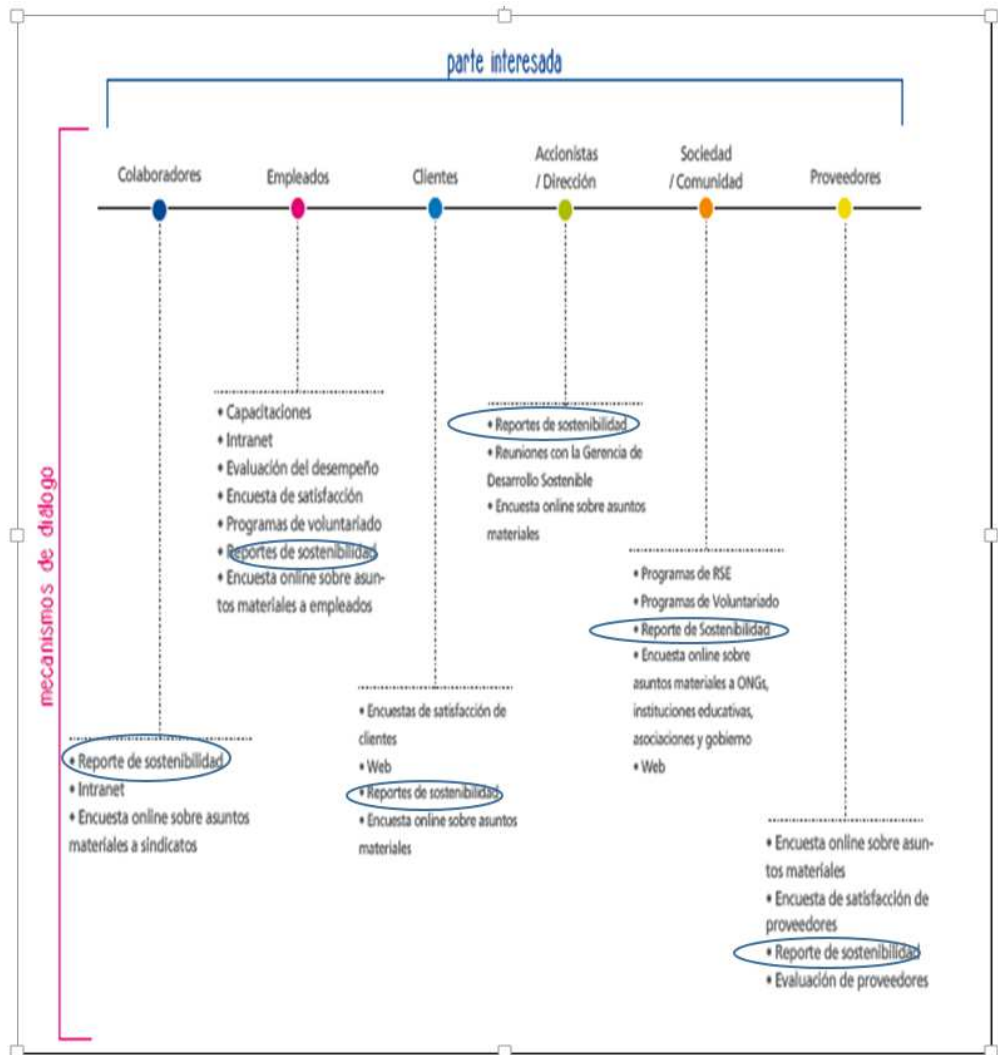 parte interesada
mecanismos de diálogo
Colaboradores
Empleados
Clientes
Accionistas
/ Dirección
Sociedad
/ Comunidad
Proveedores
• Reporte de sostenibilidad
• Intranet
• Encuesta online sobre asuntos
materiales a sindicatos
• Capacitaciones
• Intranet
• Evaluación del desempeño
• Encuesta de satisfacción
• Programas de voluntariado
• Reportes de sostenibilidad
• Encuesta online sobre asun-
tos materiales a empleados
• Encuestas de satisfacción de
clientes
• Web
• Reportes de sostenibilidad
• Encuesta online sobre asuntos
materiales
• Reportes de sostenibilidad
• Reuniones con la Gerencia de
Desarrollo Sostenible
• Encuesta online sobre asuntos
materiales
• Programas de RSE
• Programas de Voluntariado
• Reporte de Sostenibilidad
• Encuesta online sobre
asuntos materiales a ONGs,
instituciones educativas,
asociaciones y gobierno
• Web
• Encuesta online sobre asun-
tos materiales
• Encuesta de satisfacción de
proveedores
• Reporte de sostenibilidad
• Evaluación de proveedores